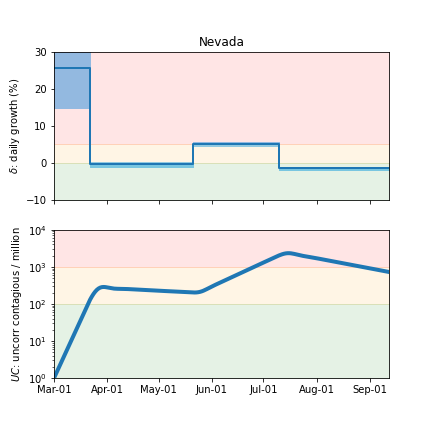 Nevada
δ: daily growth (%)
30
20
10
0
−10
UC: uncorr contagious / million
10⁴
10³
10²
10¹
10⁰
Mar-01 Apr-01 May-01 Jun-01 Jul-01 Aug-01 Sep-01